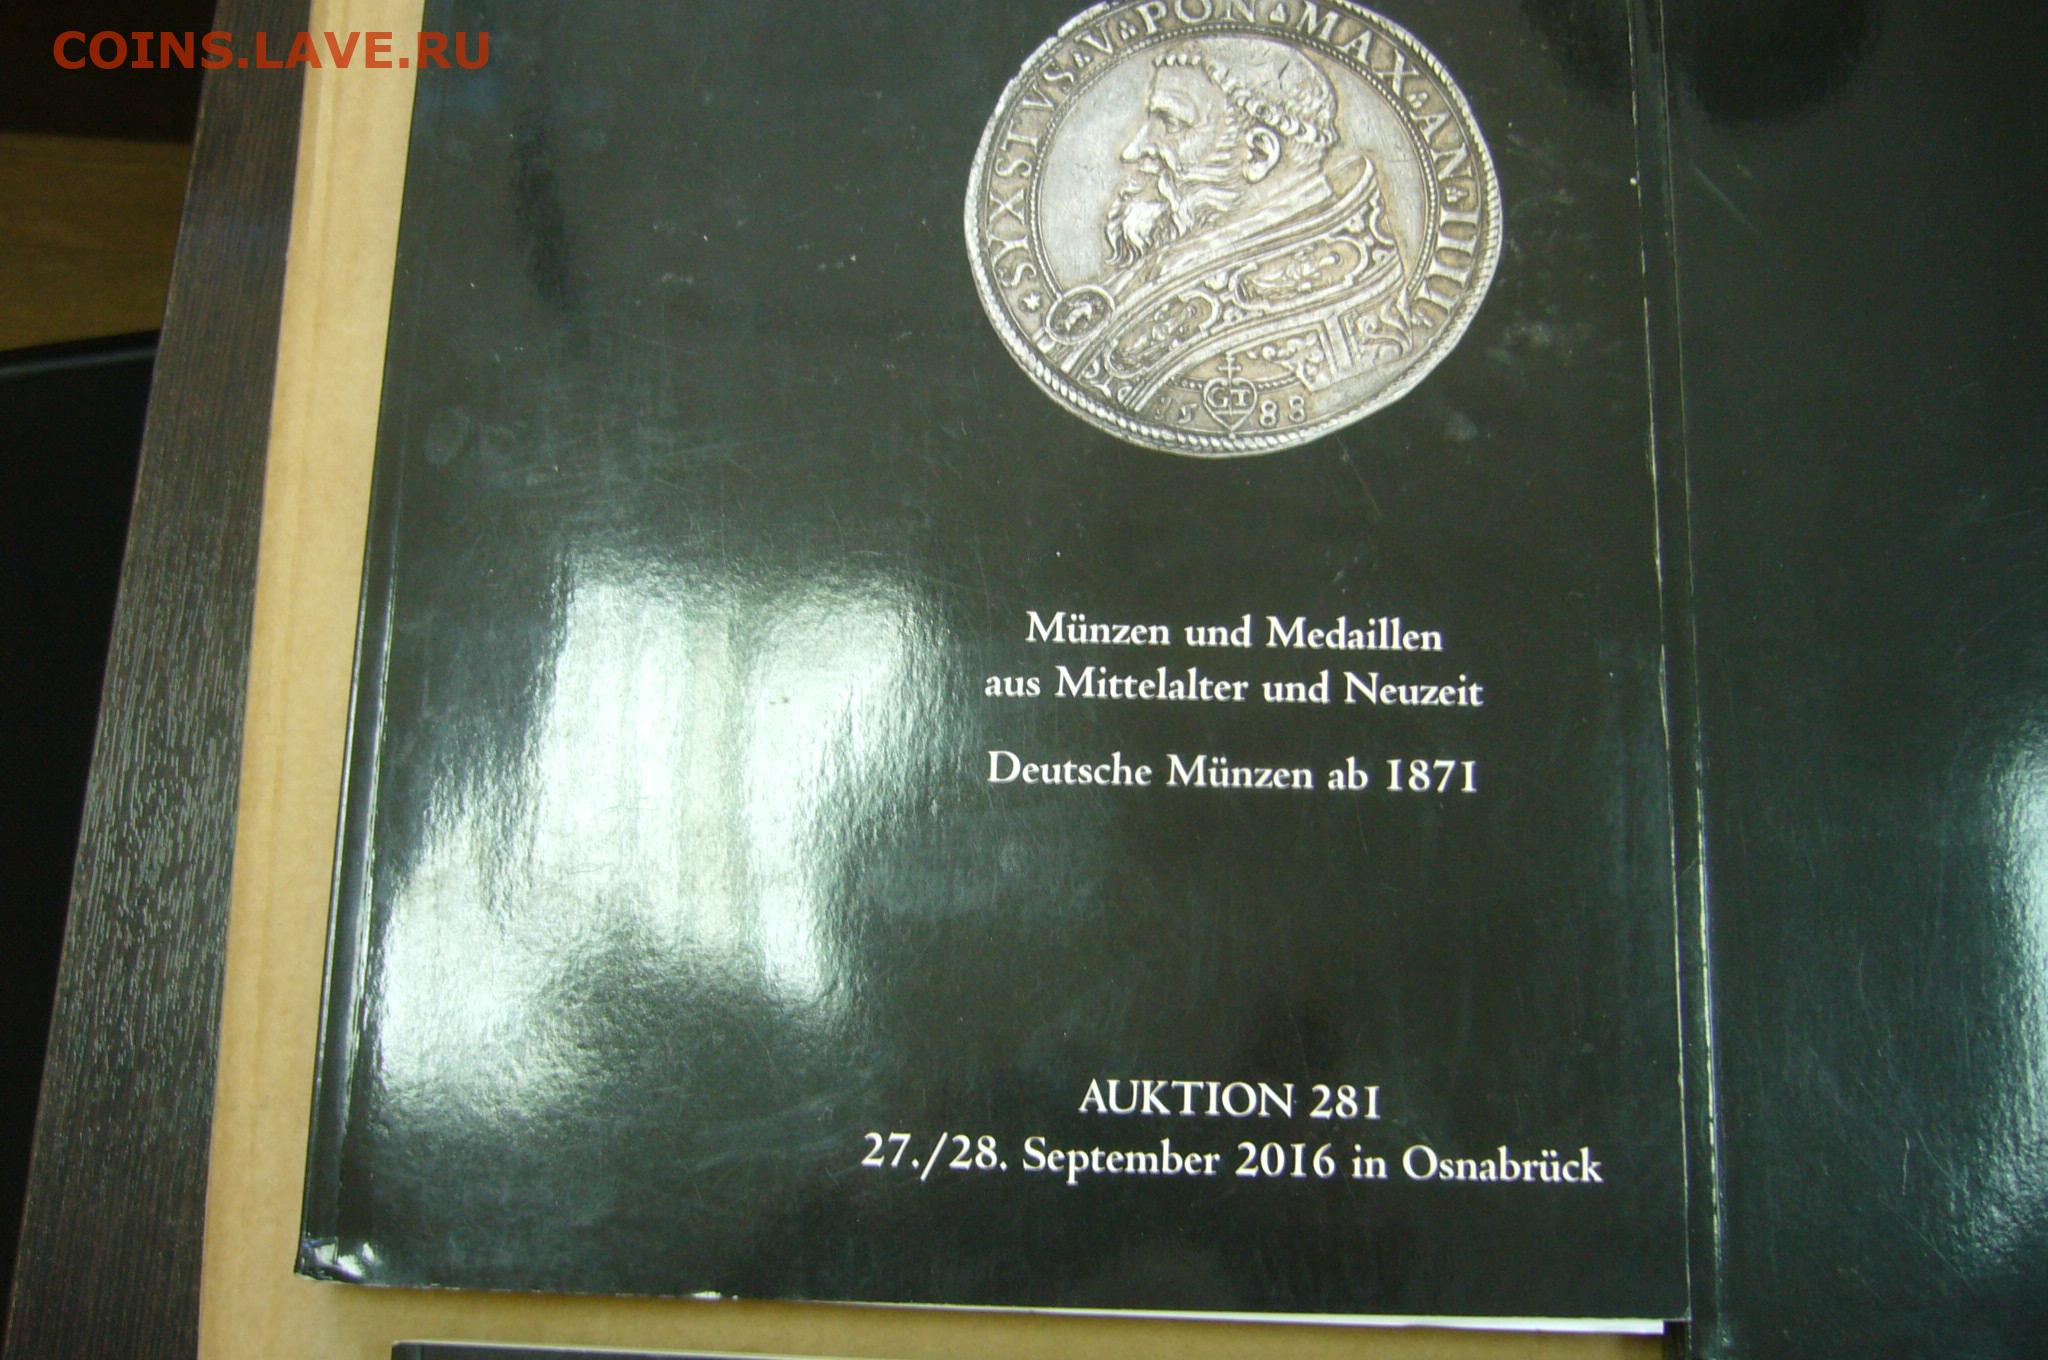 COINS.LAVE.RU
SYXSTVS V PON MAX AN IIII
1588
GT
Münzen und Medaillen
aus Mittelalter und Neuzeit
Deutsche Münzen ab 1871
AUKTION 281
27./28. September 2016 in Osnabrück